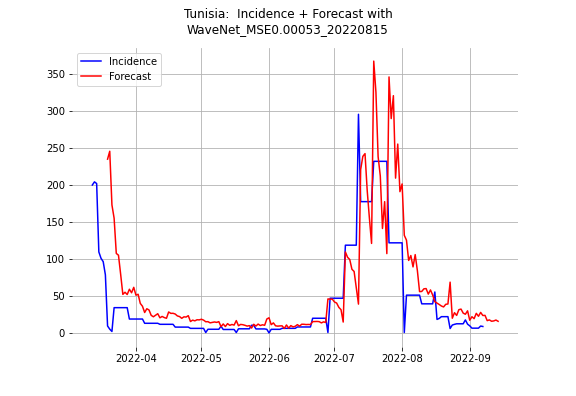 Tunisia:  Incidence + Forecast with
WaveNet_MSE0.00053_20220815
Incidence
Forecast
350
300
250
200
150
100
50
0
2022-04 2022-05 2022-06 2022-07 2022-08 2022-09